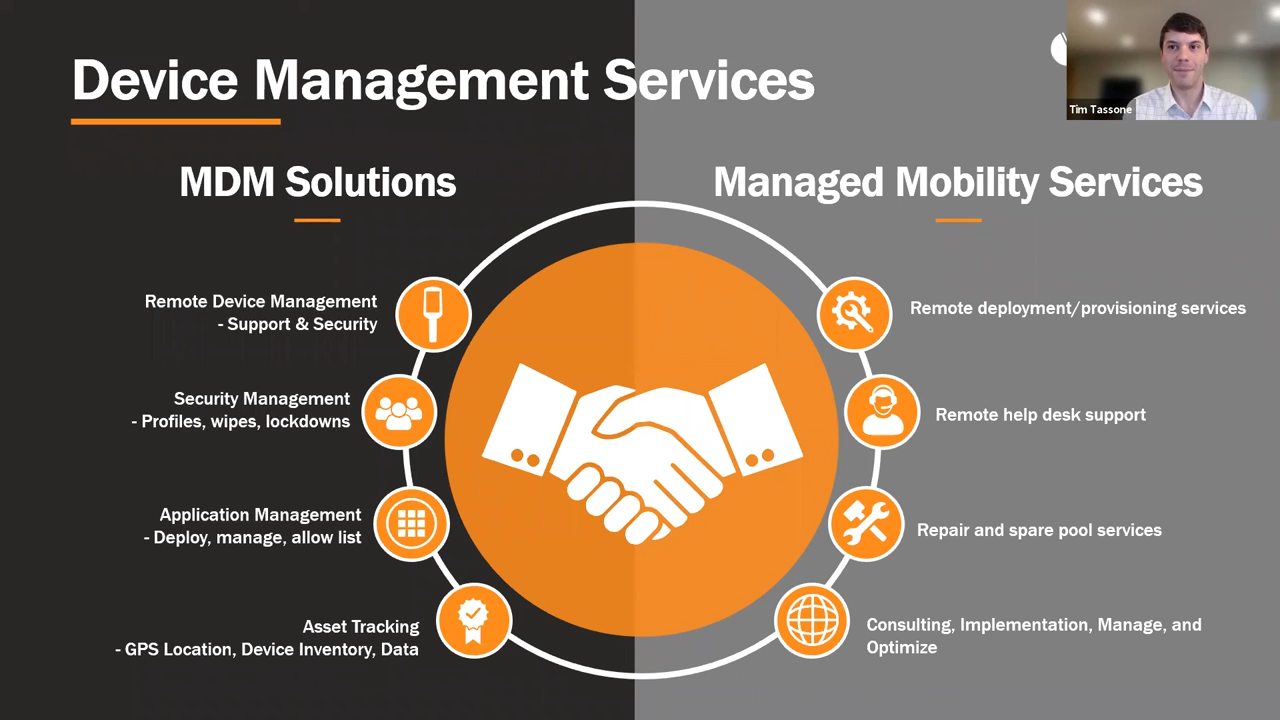 Device Management Services
Tim Tassone
MDM Solutions
Remote Device Management
- Support & Security
Security Management
- Profiles, wipes, lockdowns
Application Management
- Deploy, manage, allow list
Asset Tracking
- GPS Location, Device Inventory, Data
Managed Mobility Services
Remote deployment/provisioning services
Remote help desk support
Repair and spare pool services
Consulting, Implementation, Manage, and
Optimize